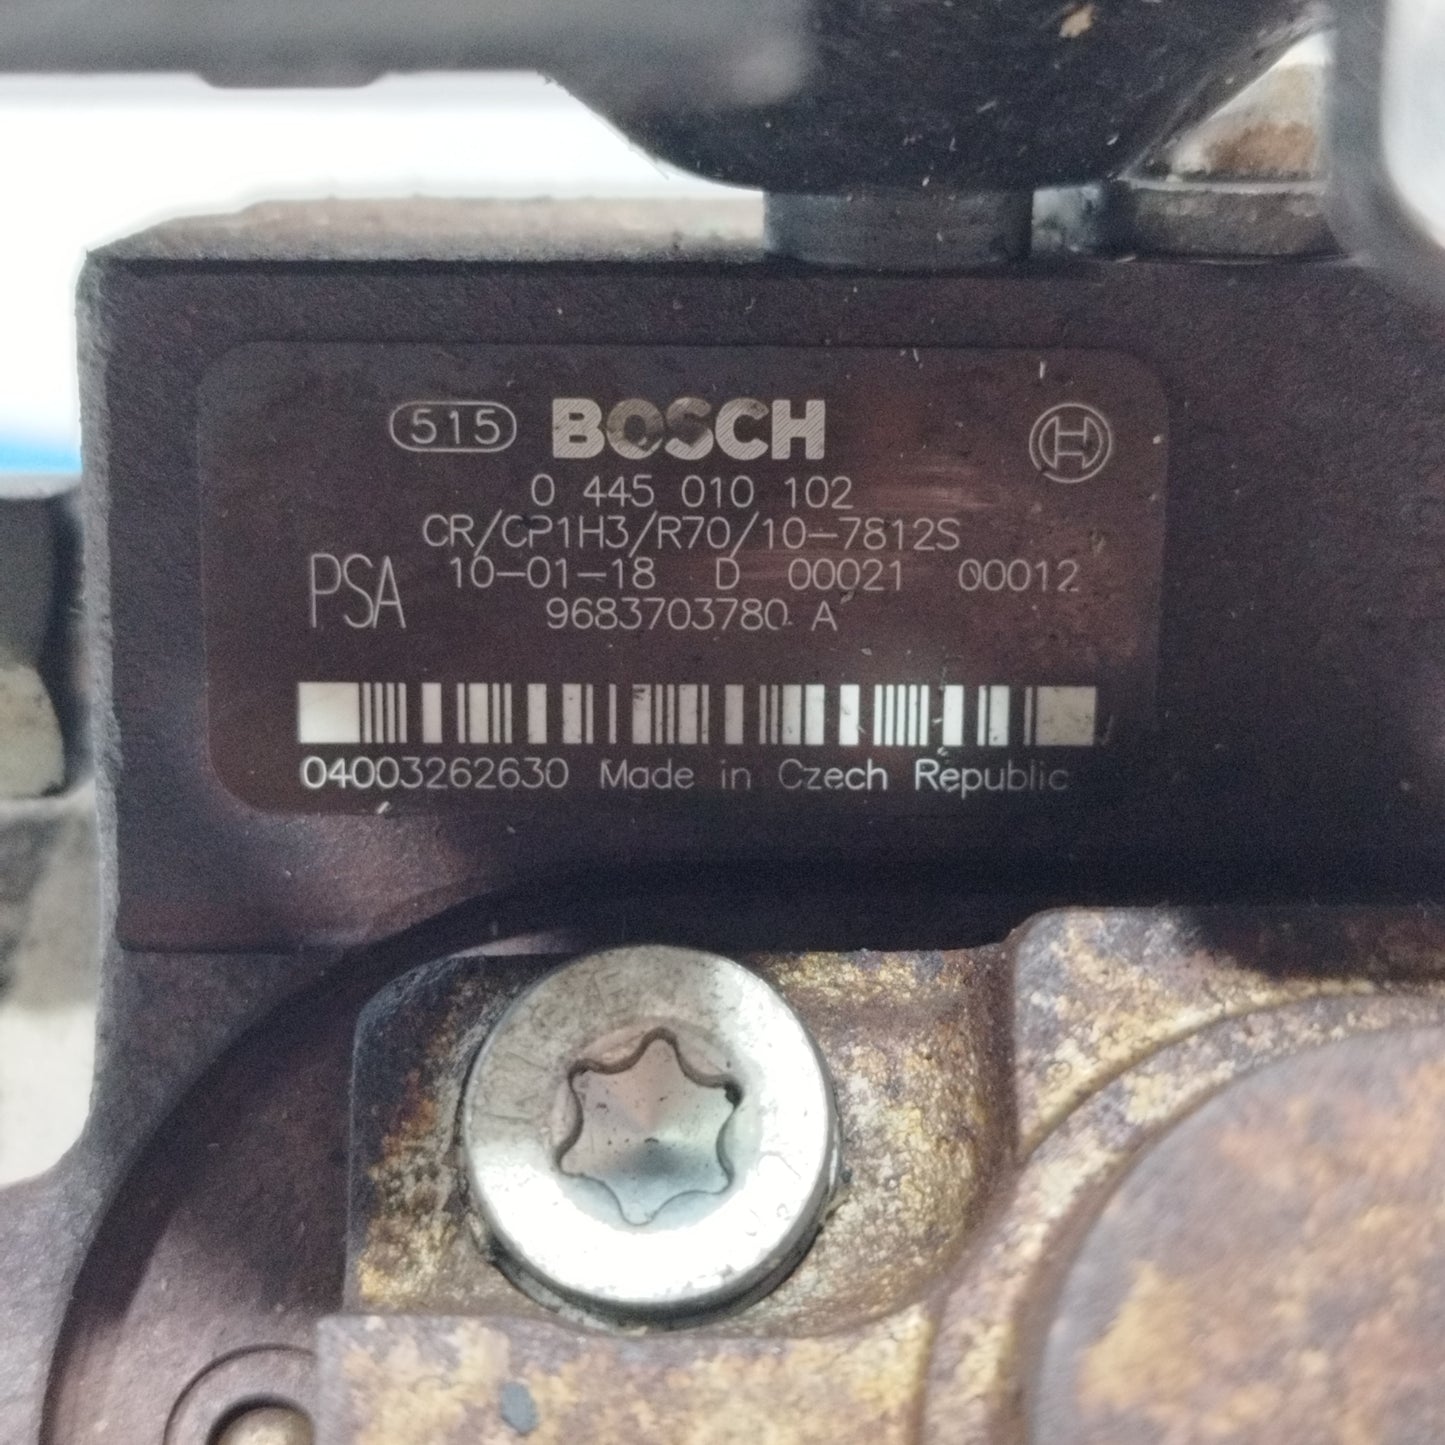 515 BOSCH
0 445 010 102
CR/CP1H3/R70/10-7812S
PSA 10-01-18 D 00021 00012
9683703780 A
04003262630 Made in Czech Republic